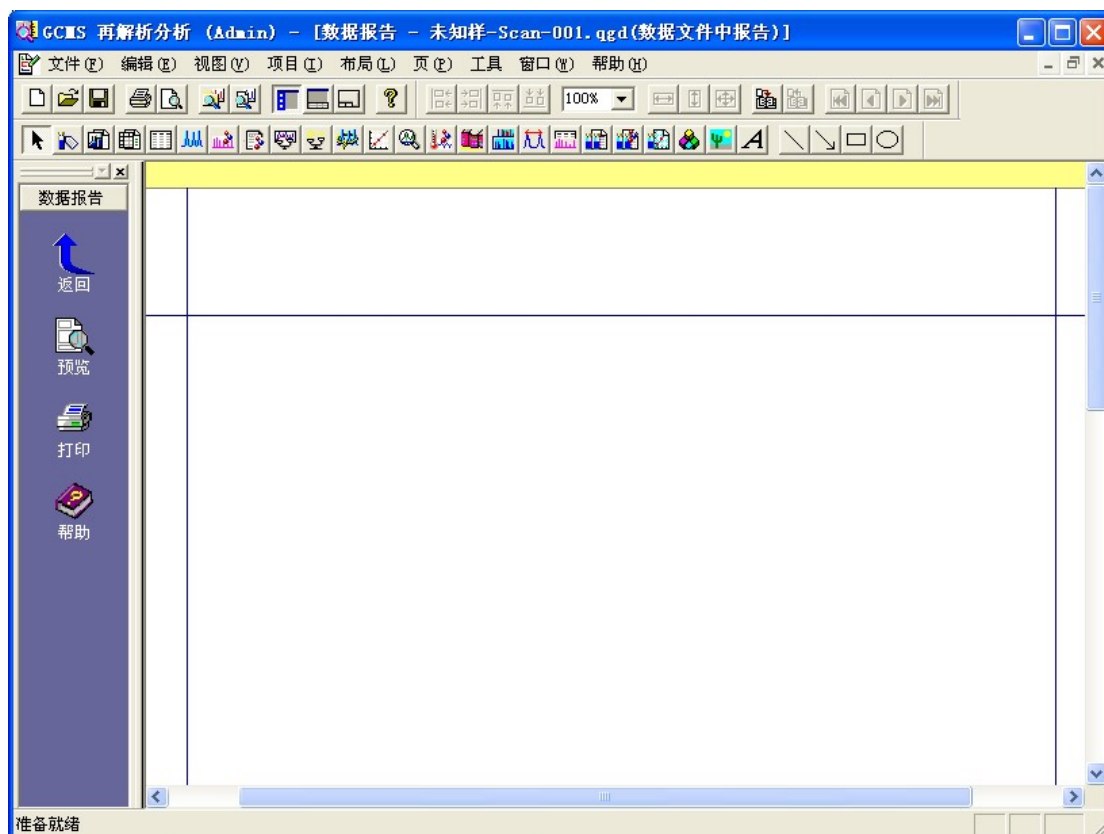 GCMS 再解析分析 (Admin) - [数据报告 - 未知样-Scan-001.qgd(数据文件中报告)]
文件(F) 编辑(E) 视图(V) 项目(I) 布局(L) 页(P) 工具 窗口(W) 帮助(H)
100%
A
数据报告
返回
预览
打印
帮助
准备就绪